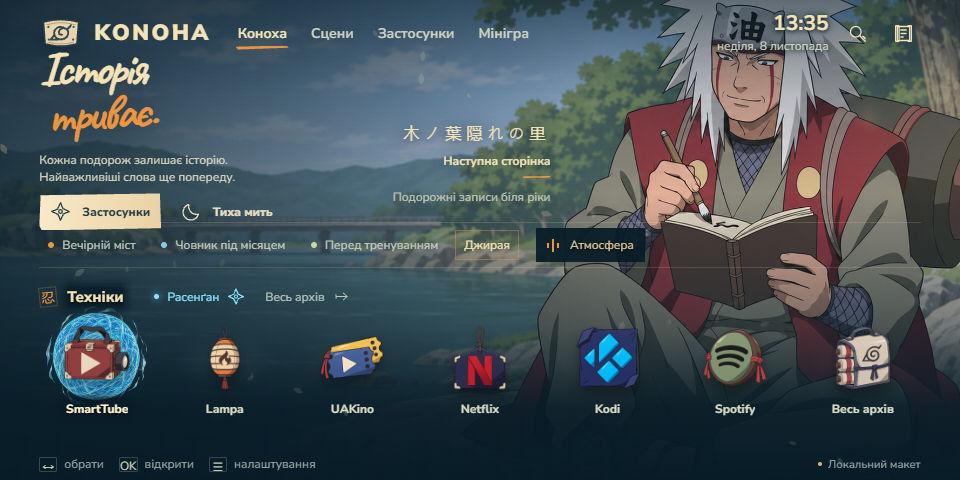 KONOHA
Коноха
Сцени
Застосунки
Мінігра
油
13:35
неділя, 8 листопада
Історія
триває.
Кожна подорож залишає історію.
Найважливіші слова ще попереду.
木ノ葉隠れの里
Наступна сторінка
Подорожні записи біля ріки
Застосунки
Тиха мить
Вечірній міст
Човник під місяцем
Перед тренуванням
Джирая
Атмосфера
忍
Техніки
Расенґан
Весь архів
N
SmartTube
Lampa
UAKino
Netflix
Kodi
Spotify
Весь архів
обрати
OK
відкрити
налаштування
Локальний макет